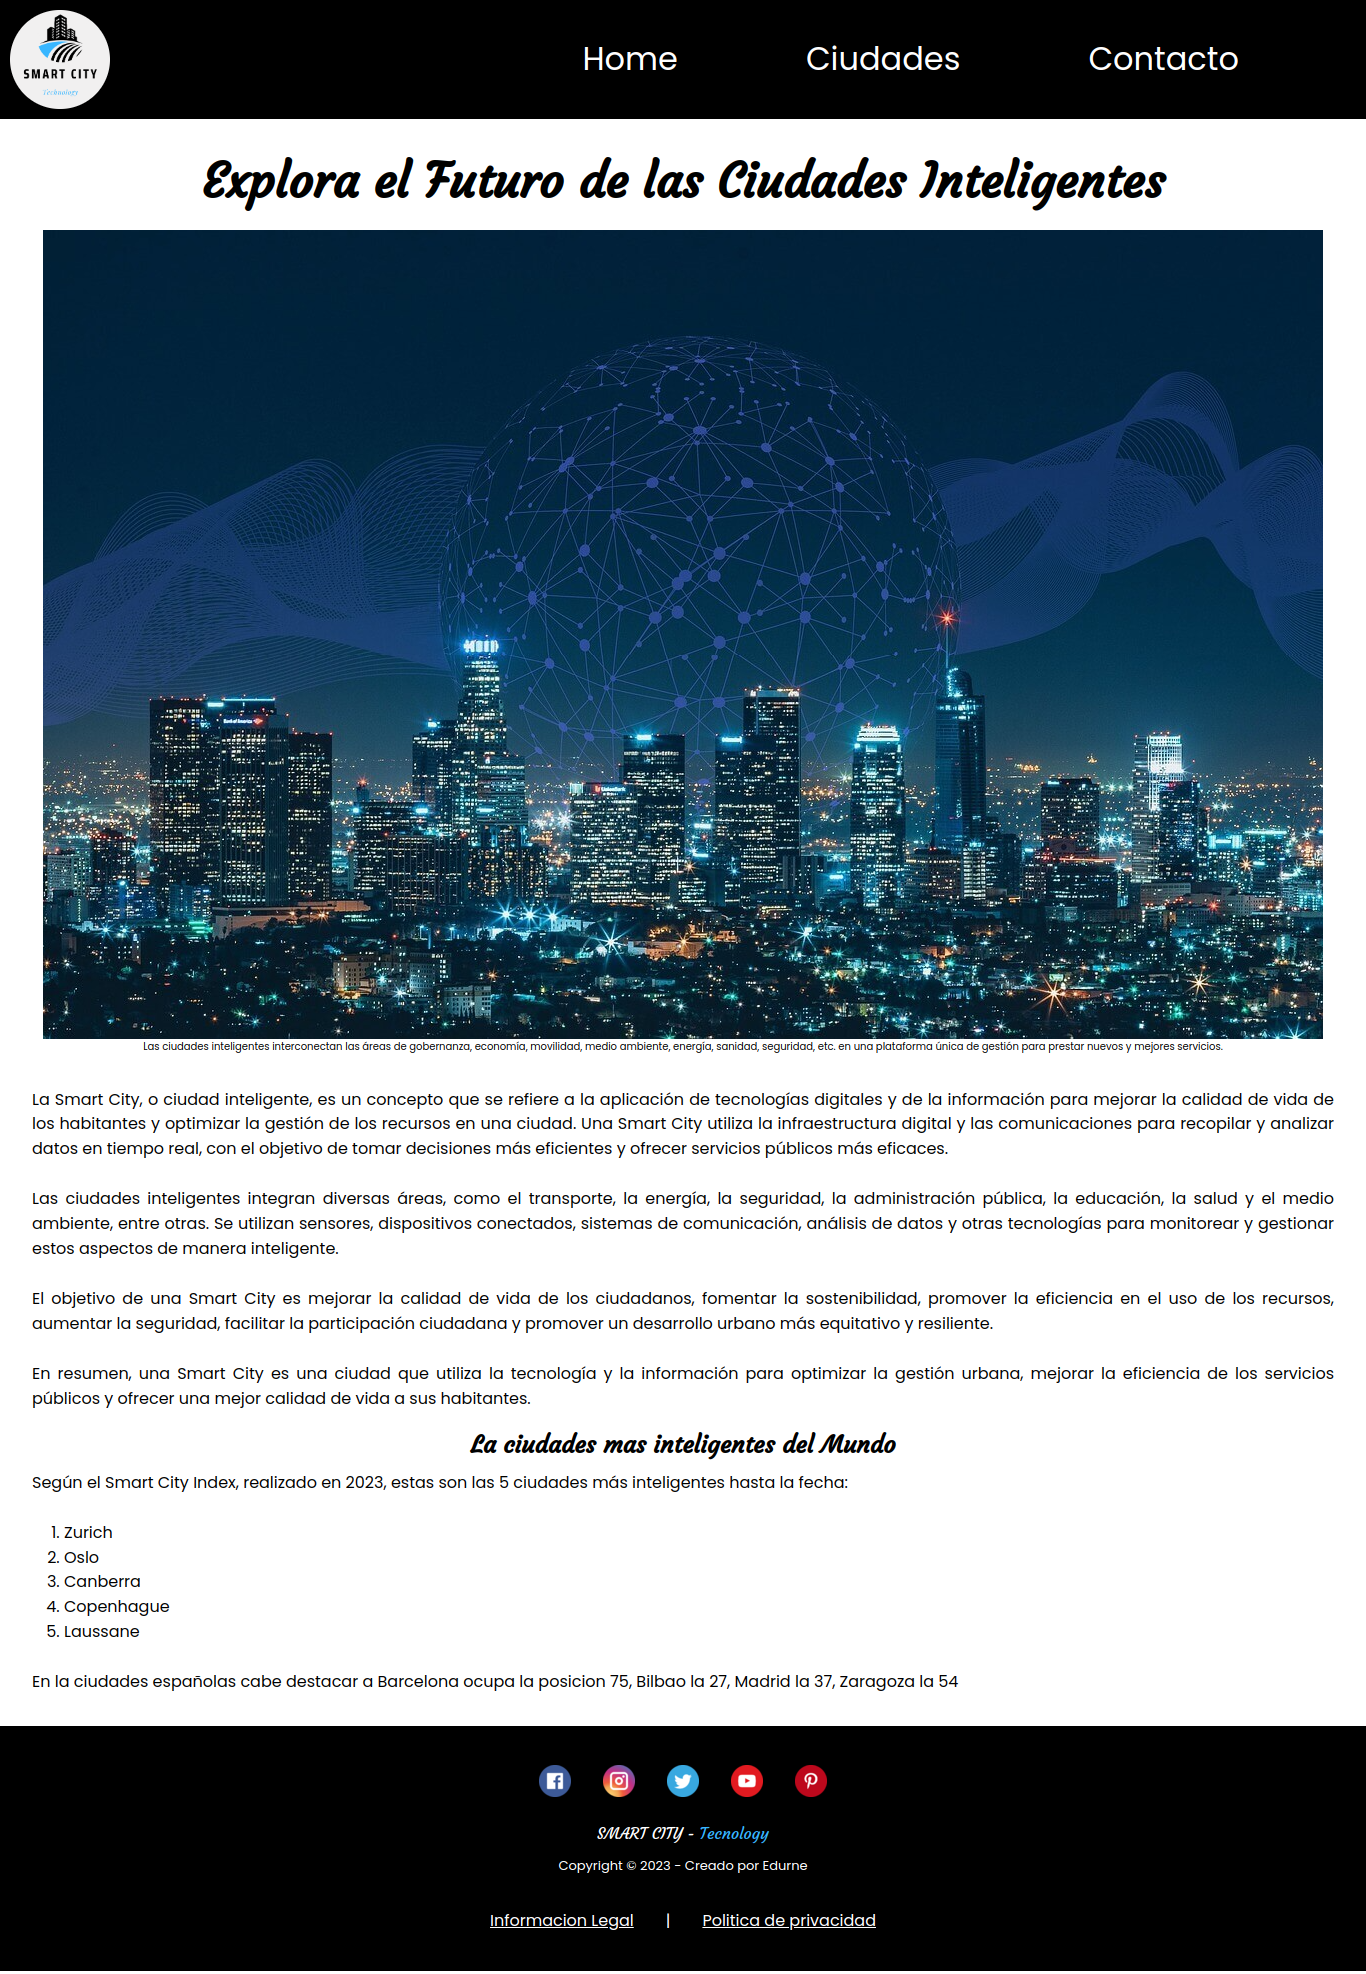 SMART CITY
Technology
Home Ciudades Contacto
Explora el Futuro de las Ciudades Inteligentes
Bank of America
UnionBank
Las ciudades inteligentes interconectan las áreas de gobernanza, economía, movilidad, medio ambiente, energía, sanidad, seguridad, etc. en una plataforma única de gestión para prestar nuevos y mejores servicios.
La Smart City, o ciudad inteligente, es un concepto que se refiere a la aplicación de tecnologías digitales y de la información para mejorar la calidad de vida de
los habitantes y optimizar la gestión de los recursos en una ciudad. Una Smart City utiliza la infraestructura digital y las comunicaciones para recopilar y analizar
datos en tiempo real, con el objetivo de tomar decisiones más eficientes y ofrecer servicios públicos más eficaces.
Las ciudades inteligentes integran diversas áreas, como el transporte, la energía, la seguridad, la administración pública, la educación, la salud y el medio
ambiente, entre otras. Se utilizan sensores, dispositivos conectados, sistemas de comunicación, análisis de datos y otras tecnologías para monitorear y gestionar
estos aspectos de manera inteligente.
El objetivo de una Smart City es mejorar la calidad de vida de los ciudadanos, fomentar la sostenibilidad, promover la eficiencia en el uso de los recursos,
aumentar la seguridad, facilitar la participación ciudadana y promover un desarrollo urbano más equitativo y resiliente.
En resumen, una Smart City es una ciudad que utiliza la tecnología y la información para optimizar la gestión urbana, mejorar la eficiencia de los servicios
públicos y ofrecer una mejor calidad de vida a sus habitantes.
La ciudades mas inteligentes del Mundo
Según el Smart City Index, realizado en 2023, estas son las 5 ciudades más inteligentes hasta la fecha:
1. Zurich
2. Oslo
3. Canberra
4. Copenhague
5. Laussane
En la ciudades españolas cabe destacar a Barcelona ocupa la posicion 75, Bilbao la 27, Madrid la 37, Zaragoza la 54
SMART CITY - Tecnology
Copyright © 2023 - Creado por Edurne
Informacion Legal | Politica de privacidad